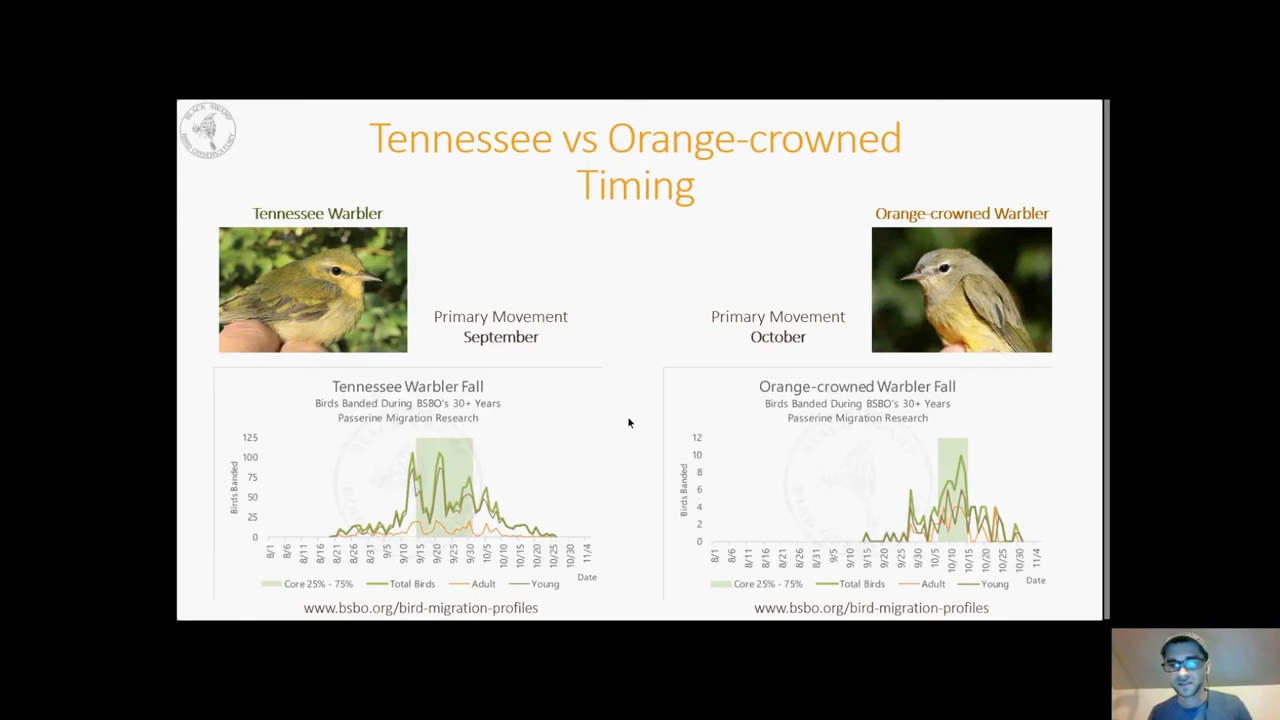 BLACK SWAMP
BIRD OBSERVATORY
Tennessee vs Orange-crowned
Timing
Tennessee Warbler
Orange-crowned Warbler
Primary Movement
September
Primary Movement
October
Tennessee Warbler Fall
Birds Banded During BSBO's 30+ Years
Passerine Migration Research
125
100
75
50
25
0
Birds Banded
8/1 8/6 8/11 8/16 8/21 8/26 8/31 9/5 9/10 9/15 9/20 9/25 9/30 10/5 10/10 10/15 10/20 10/25 10/30 11/4
Date
Core 25% - 75% Total Birds Adult Young
www.bsbo.org/bird-migration-profiles
Orange-crowned Warbler Fall
Birds Banded During BSBO's 30+ Years
Passerine Migration Research
12
10
8
6
4
2
0
Birds Banded
8/1 8/6 8/11 8/16 8/21 8/26 8/31 9/5 9/10 9/15 9/20 9/25 9/30 10/5 10/10 10/15 10/20 10/25 10/30 11/4
Date
Core 25% - 75% Total Birds Adult Young
www.bsbo.org/bird-migration-profiles